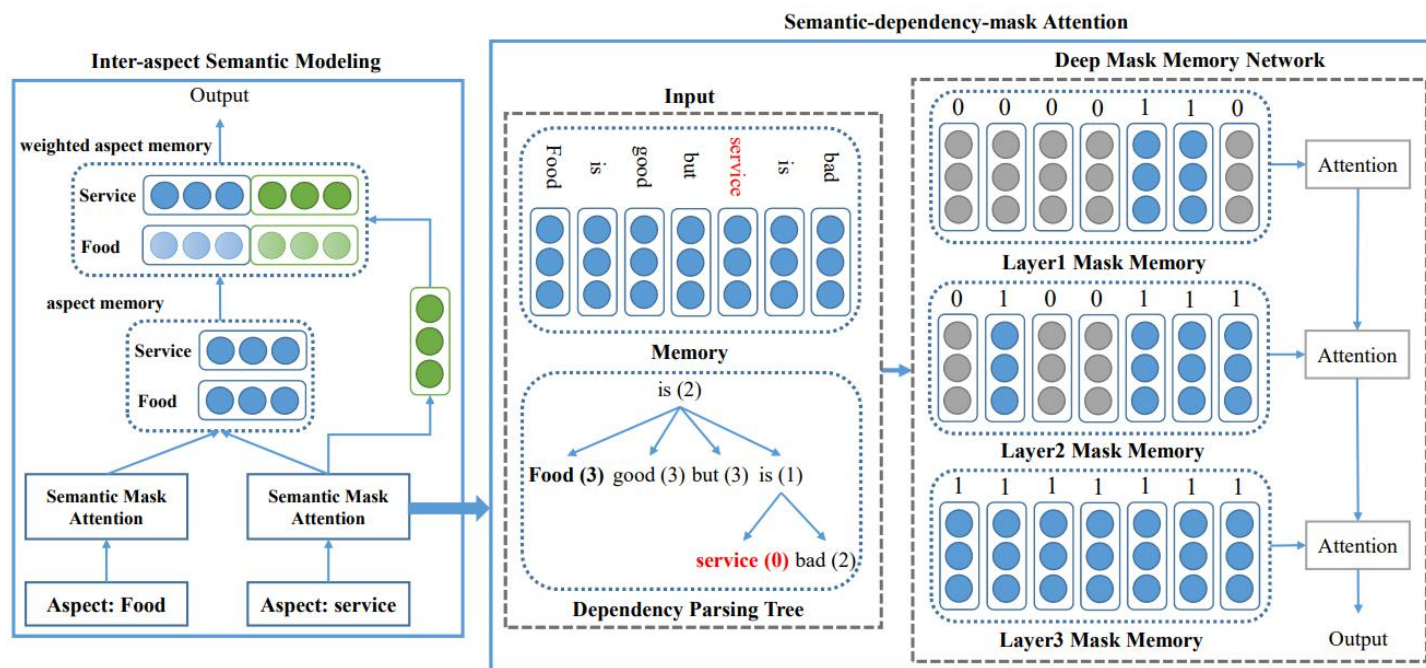 Semantic-dependency-mask Attention
Inter-aspect Semantic Modeling
Output
weighted aspect memory
Service
Food
aspect memory
Service
Food
Semantic Mask
Attention
Semantic Mask
Attention
Aspect: Food
Aspect: service
Input
Food
is
good
but
service
is
bad
Memory
is (2)
Food (3) good (3) but (3) is (1)
service (0) bad (2)
Dependency Parsing Tree
Deep Mask Memory Network
0 0 0 0 1 1 0
Attention
Layer1 Mask Memory
0 1 0 0 1 1 1
Attention
Layer2 Mask Memory
1 1 1 1 1 1 1
Attention
Layer3 Mask Memory
Output